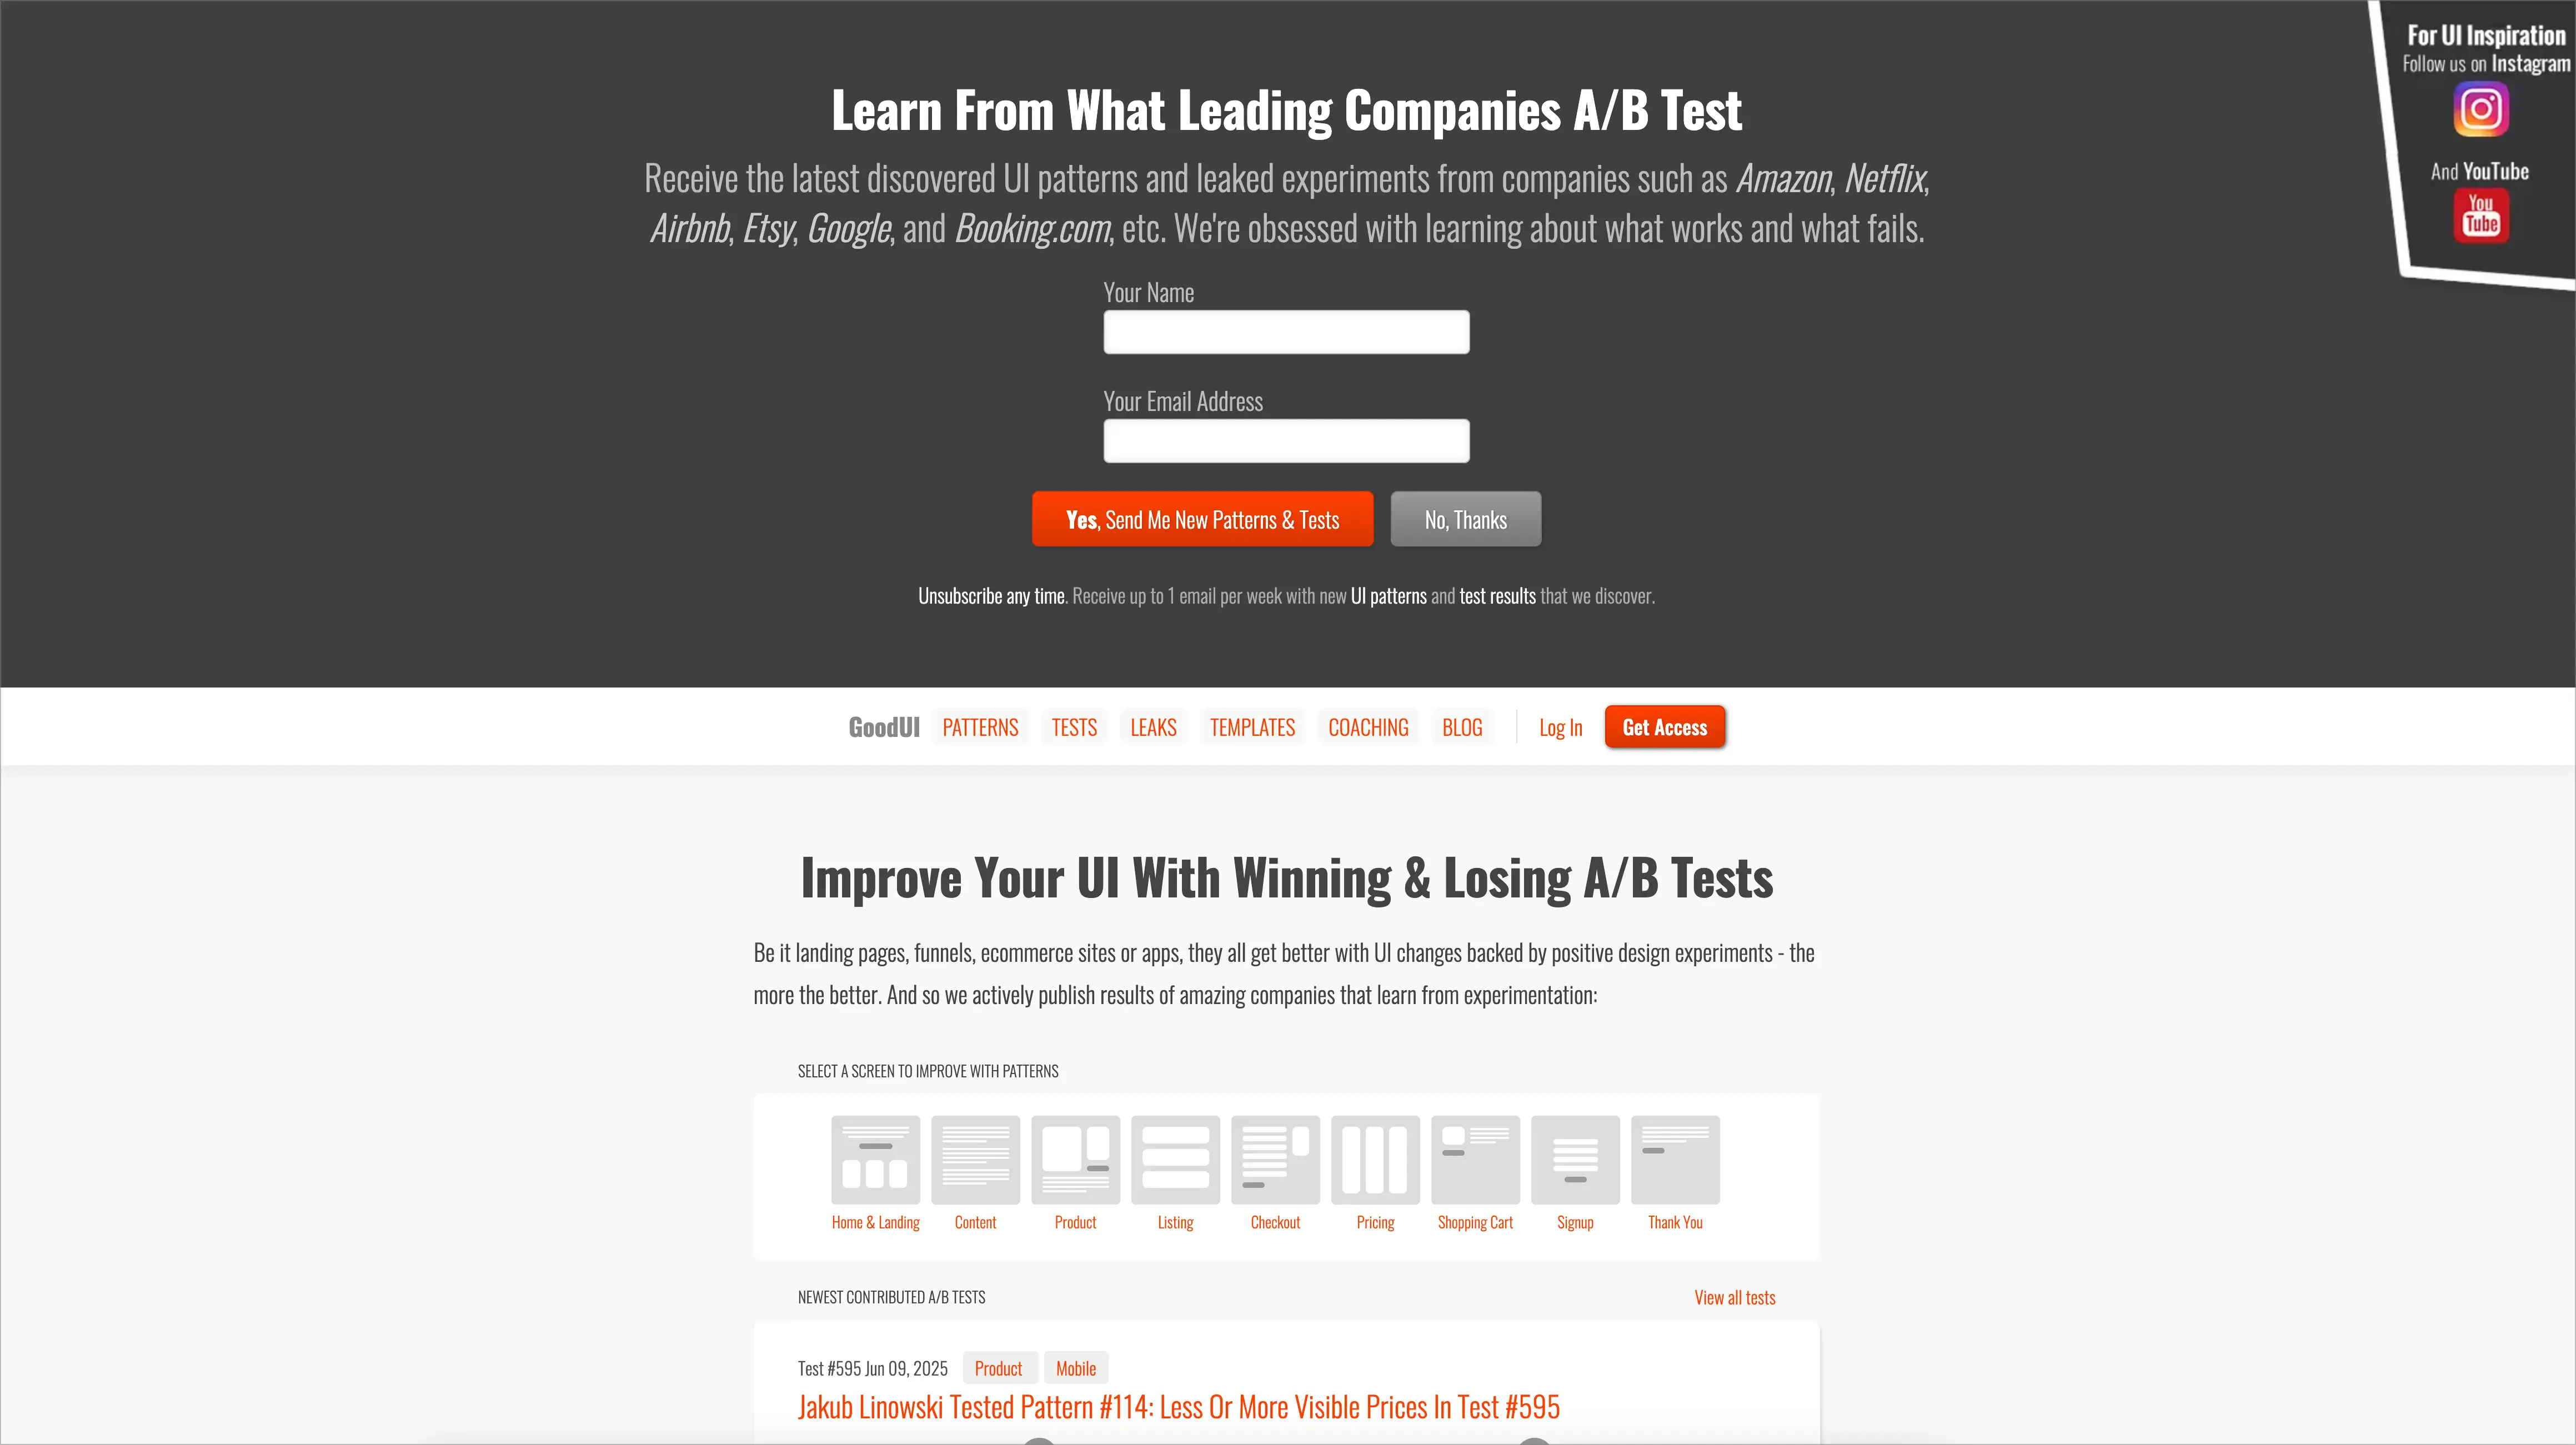 For UI Inspiration
Follow us on Instagram
And YouTube
You
Tube
Learn From What Leading Companies A/B Test
Receive the latest discovered UI patterns and leaked experiments from companies such as Amazon, Netflix,
Airbnb, Etsy, Google, and Booking.com, etc. We're obsessed with learning about what works and what fails.
Your Name
Your Email Address
Yes, Send Me New Patterns & Tests
No, Thanks
Unsubscribe any time. Receive up to 1 email per week with new UI patterns and test results that we discover.
GoodUI PATTERNS TESTS LEAKS TEMPLATES COACHING BLOG Log In Get Access
Improve Your UI With Winning & Losing A/B Tests
Be it landing pages, funnels, ecommerce sites or apps, they all get better with UI changes backed by positive design experiments - the
more the better. And so we actively publish results of amazing companies that learn from experimentation:
SELECT A SCREEN TO IMPROVE WITH PATTERNS
Home & Landing Content Product Listing Checkout Pricing Shopping Cart Signup Thank You
NEWEST CONTRIBUTED A/B TESTS View all tests
Test #595 Jun 09, 2025 Product Mobile
Jakub Linowski Tested Pattern #114: Less Or More Visible Prices In Test #595